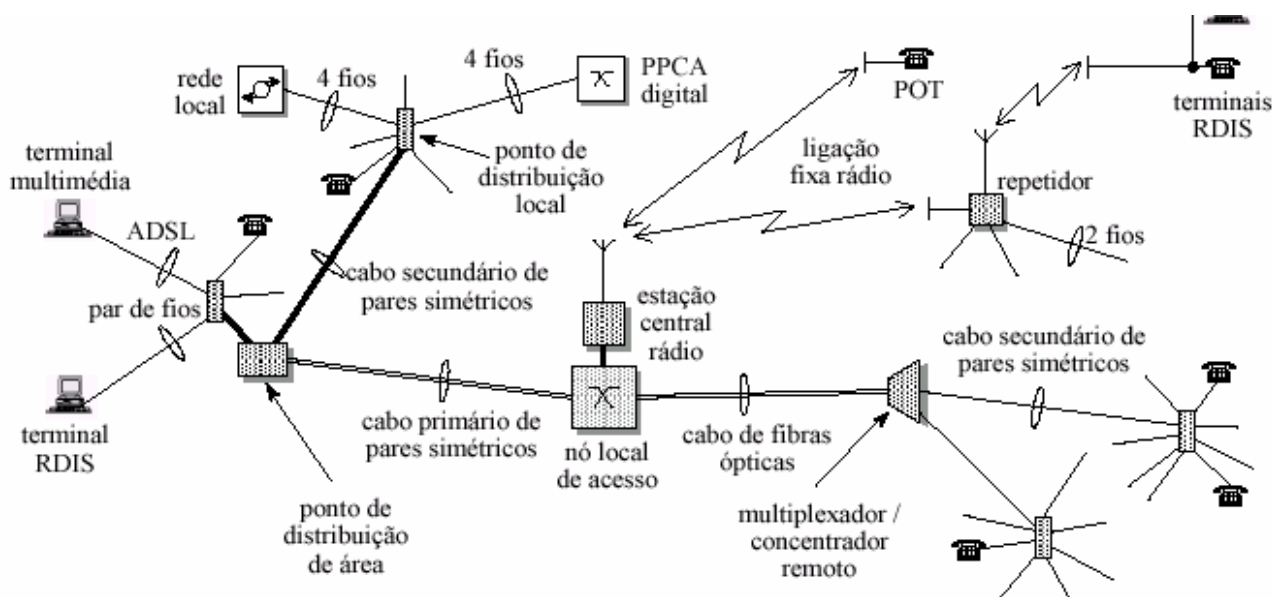 rede
local
4 fios
4 fios
PPCA
digital
POT
terminais
RDIS
terminal
multimédia
ponto de
distribuição
local
ligação
fixa rádio
repetidor
ADSL
2 fios
par de fios
cabo secundário de
pares simétricos
estação
central
rádio
cabo secundário de
pares simétricos
terminal
RDIS
cabo primário de
pares simétricos
nó local
de acesso
cabo de fibras
ópticas
ponto de
distribuição
de área
multiplexador /
concentrador
remoto